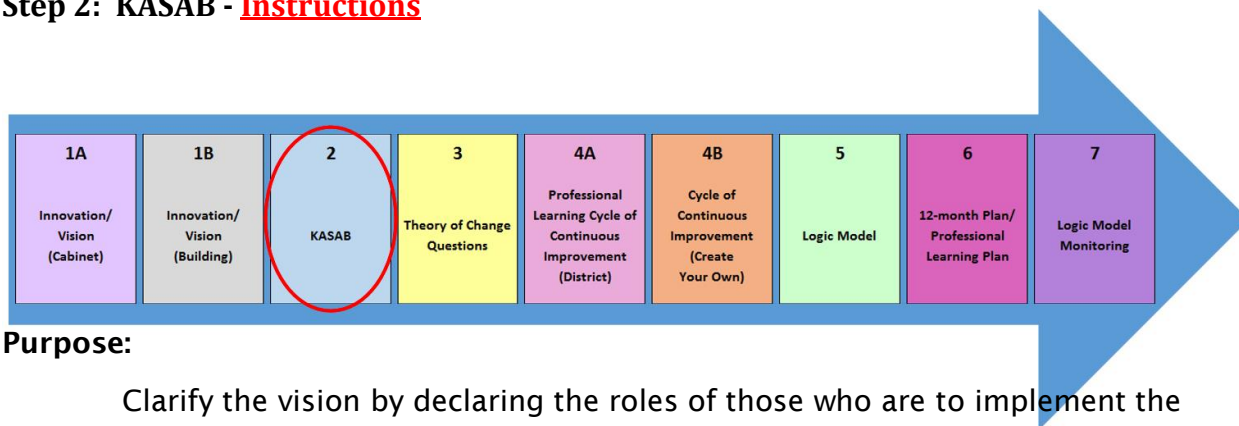 Step 2: KASAB - Instructions
1A
Innovation/
Vision
(Cabinet)
1B
Innovation/
Vision
(Building)
2
KASAB
3
Theory of Change
Questions
4A
Professional
Learning Cycle of
Continuous
Improvement
(District)
4B
Cycle of
Continuous
Improvement
(Create
Your Own)
5
Logic Model
6
12-month Plan/
Professional
Learning Plan
7
Logic Model
Monitoring
Purpose:
Clarify the vision by declaring the roles of those who are to implement the